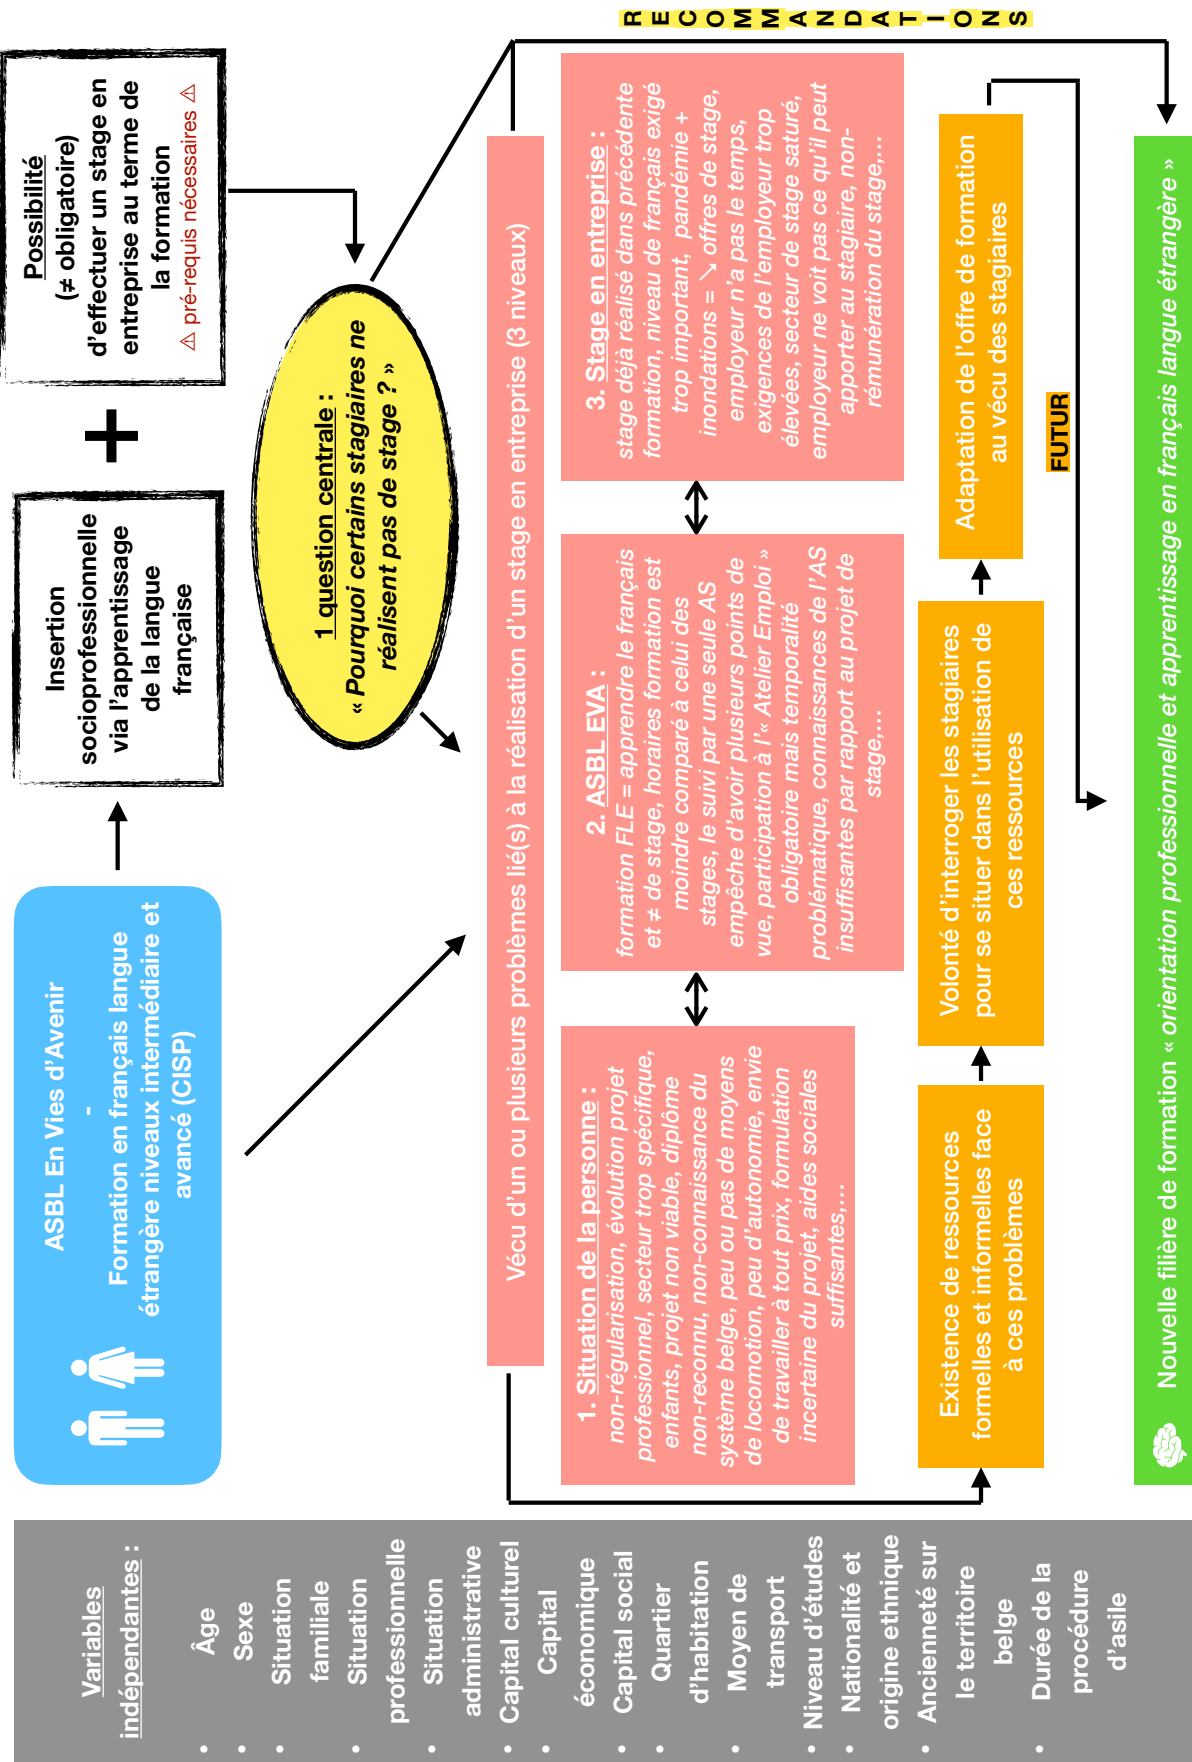 Variables
indépendantes :
• Âge
• Sexe
• Situation
familiale
• Situation
professionnelle
• Situation
administrative
• Capital culturel
• Capital
économique
• Capital social
• Quartier
d'habitation
• Moyen de
transport
• Niveau d'études
• Nationalité et
origine ethnique
• Ancienneté sur
le territoire
belge
• Durée de la
procédure
d'asile
ASBL En Vies d'Avenir
-
Formation en français langue
étrangère niveaux intermédiaire et
avancé (CISP)
Insertion
socioprofessionnelle
via l'apprentissage
de la langue
française
+
Possibilité
(≠ obligatoire)
d'effectuer un stage en
entreprise au terme de
la formation
⚠ pré-requis nécessaires ⚠
1 question centrale :
« Pourquoi certains stagiaires ne
réalisent pas de stage ? »
Vécu d'un ou plusieurs problèmes lié(s) à la réalisation d'un stage en entreprise (3 niveaux)
1. Situation de la personne :
non-régularisation, évolution projet
professionnel, secteur trop spécifique,
enfants, projet non viable, diplôme
non-reconnu, non-connaissance du
système belge, peu ou pas de moyens
de locomotion, peu d'autonomie, envie
de travailler à tout prix, formulation
incertaine du projet, aides sociales
suffisantes,…
2. ASBL EVA :
formation FLE = apprendre le français
et ≠ de stage, horaires formation est
moindre comparé à celui des
stages, le suivi par une seule AS
empêche d'avoir plusieurs points de
vue, participation à l'« Atelier Emploi »
obligatoire mais temporalité
problématique, connaissances de l'AS
insuffisantes par rapport au projet de
stage,…
3. Stage en entreprise :
stage déjà réalisé dans précédente
formation, niveau de français exigé
trop important, pandémie +
inondations = ↘ offres de stage,
employeur n'a pas le temps,
exigences de l'employeur trop
élevées, secteur de stage saturé,
employeur ne voit pas ce qu'il peut
apporter au stagiaire, non-
rémunération du stage,…
RECOMMANDATIONS
Existence de ressources
formelles et informelles face
à ces problèmes
Volonté d'interroger les stagiaires
pour se situer dans l'utilisation de
ces ressources
Adaptation de l'offre de formation
au vécu des stagiaires
FUTUR
Nouvelle filière de formation « orientation professionnelle et apprentissage en français langue étrangère »